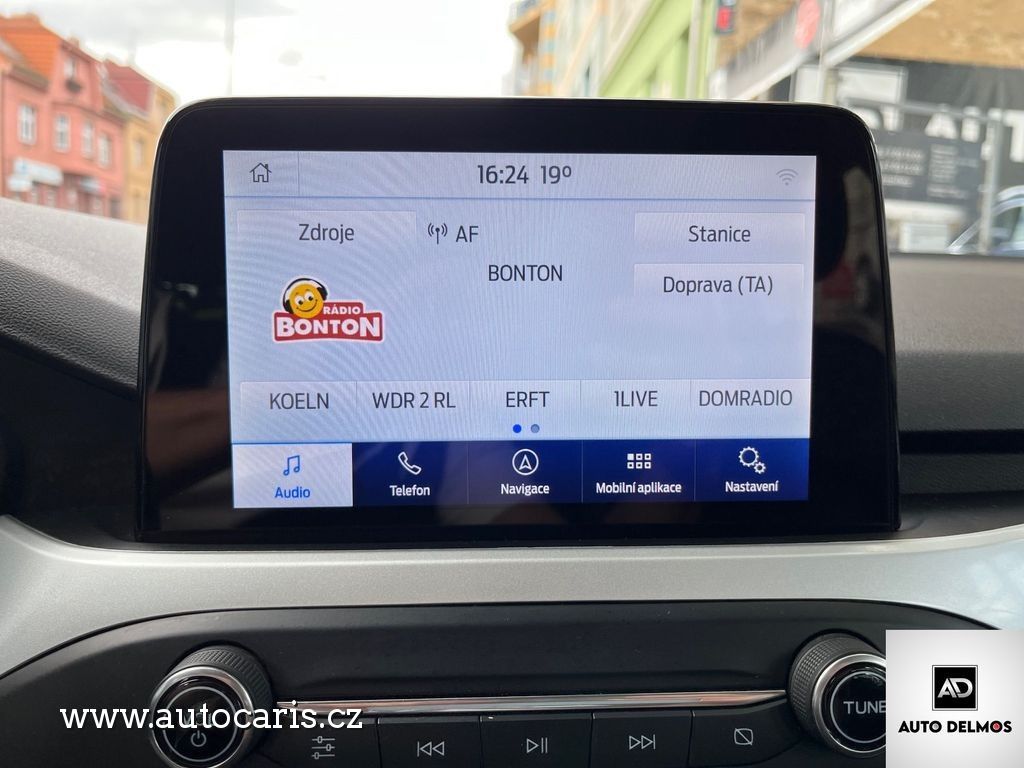 16:24 19º
Zdroje
AF
Stanice
BONTON
Doprava (TA)
RÁDIO
BONTON
KOELN
WDR 2 RL
ERFT
1LIVE
DOMRADIO
Audio
Telefon
Navigace
Mobilní aplikace
Nastavení
TUNE
www.autocaris.cz
AD
AUTO DELMOS